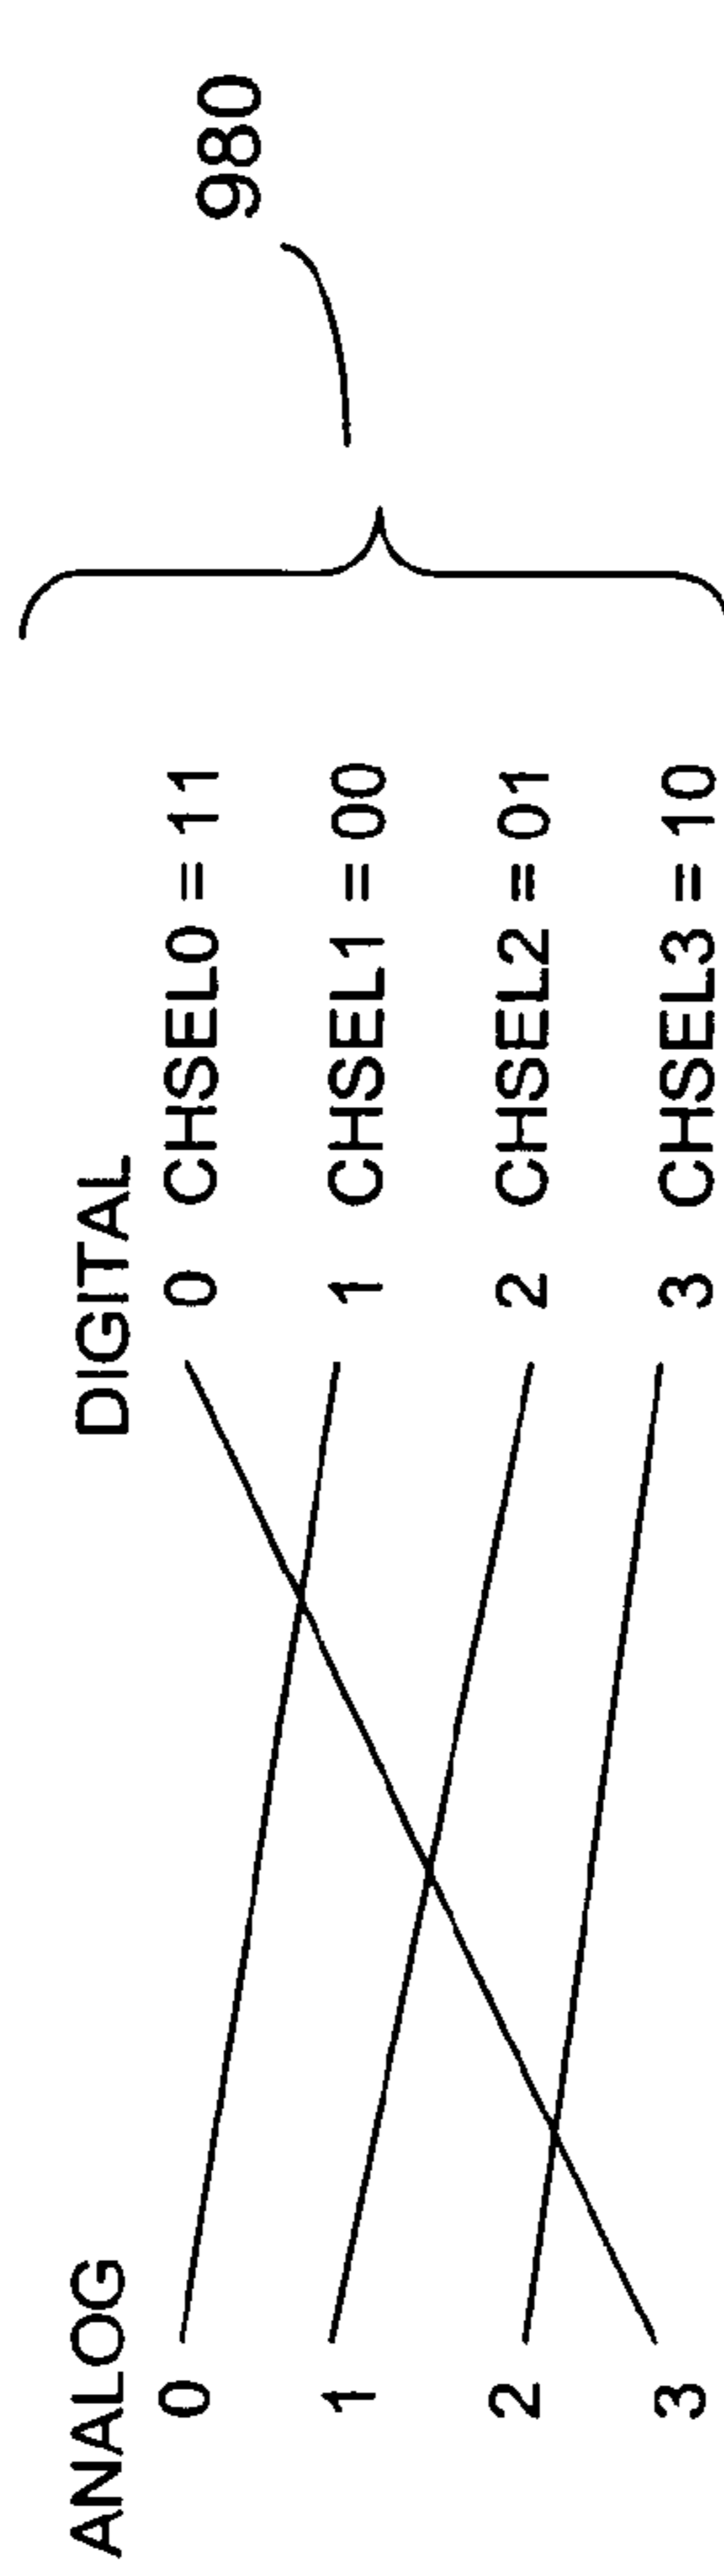 ANALOG DIGITAL
0 0 CHSEL0 = 11
1 1 CHSEL1 = 00
2 2 CHSEL2 = 01
3 3 CHSEL3 = 10
980